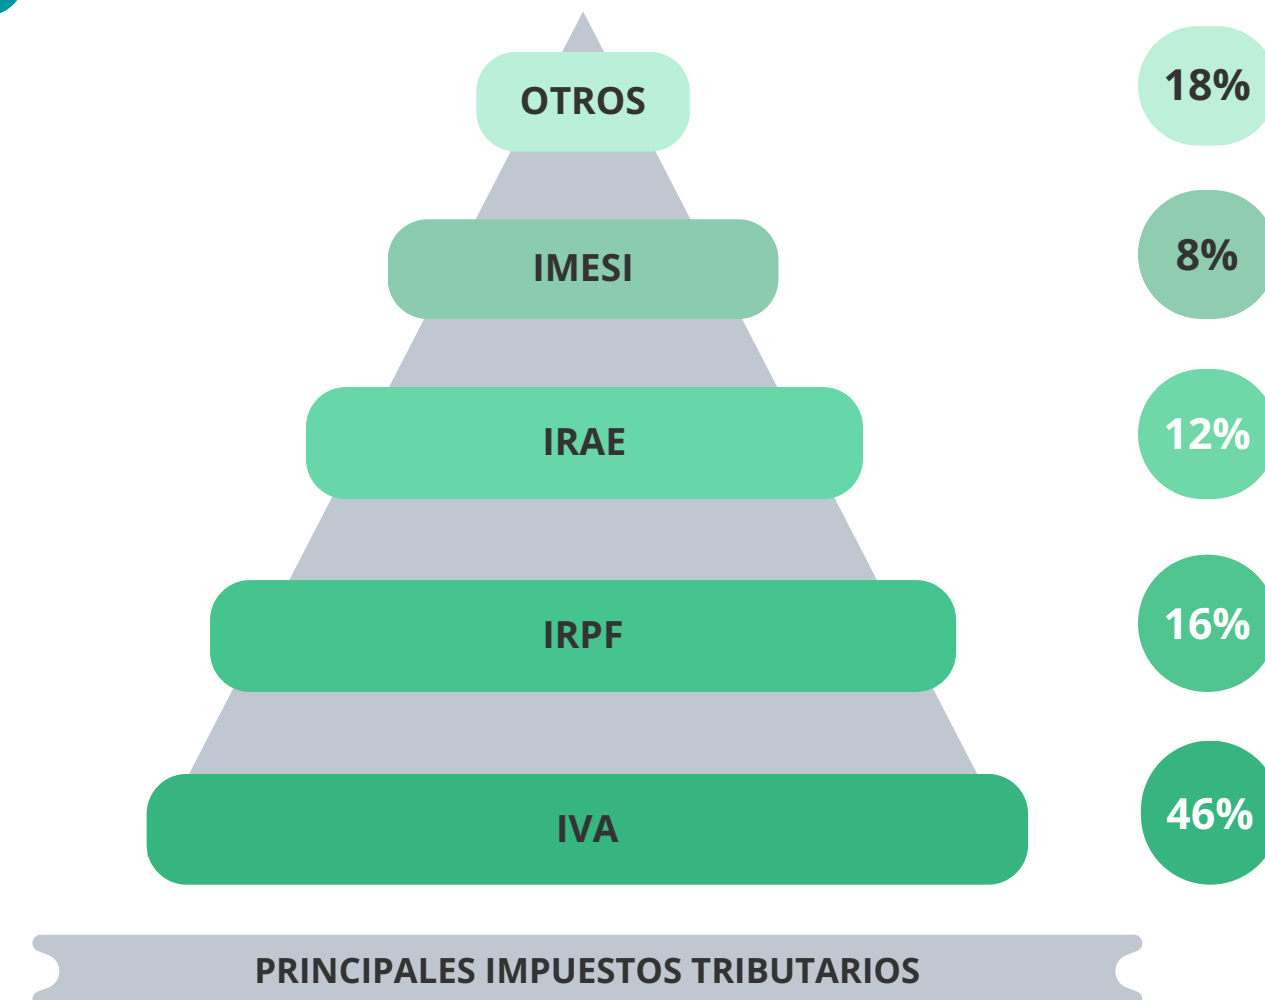 OTROS 18%
IMESI 8%
IRAE 12%
IRPF 16%
IVA 46%
PRINCIPALES IMPUESTOS TRIBUTARIOS